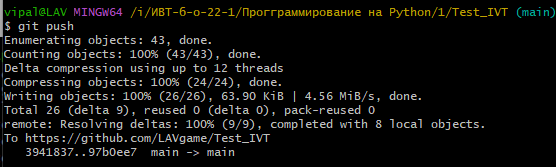 vipal@LAV MINGW64 /i/ИВТ-б-о-22-1/Прогграммирование на Python/1/Test_IVT (main)
$ git push
Enumerating objects: 43, done.
Counting objects: 100% (43/43), done.
Delta compression using up to 12 threads
Compressing objects: 100% (24/24), done.
Writing objects: 100% (26/26), 63.90 KiB | 4.56 MiB/s, done.
Total 26 (delta 9), reused 0 (delta 0), pack-reused 0
remote: Resolving deltas: 100% (9/9), completed with 8 local objects.
To https://github.com/LAVgame/Test_IVT
   3941837..97b0ee7  main -> main